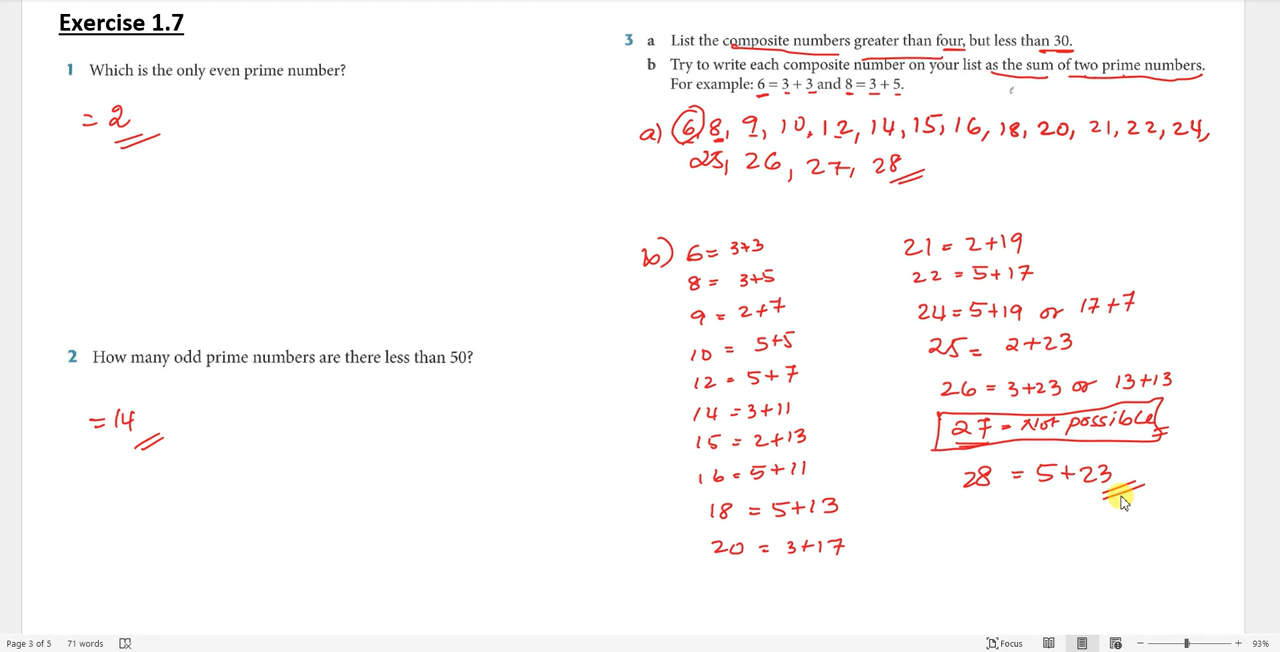 Exercise 1.7
1 Which is the only even prime number?
= 2
2 How many odd prime numbers are there less than 50?
= 14
3 a List the composite numbers greater than four, but less than 30.
b Try to write each composite number on your list as the sum of two prime numbers.
For example: 6 = 3 + 3 and 8 = 3 + 5.
a) 6, 8, 9, 10, 12, 14, 15, 16, 18, 20, 21, 22, 24,
25, 26, 27, 28
b) 6 = 3+3
8 = 3+5
9 = 2+7
10 = 5+5
12 = 5+7
14 = 3+11
15 = 2+13
16 = 5+11
18 = 5+13
20 = 3+17
21 = 2+19
22 = 5+17
24 = 5+19 or 17+7
25 = 2+23
26 = 3+23 or 13+13
27 = Not possible
28 = 5+23
Page 3 of 5 71 words Focus 93%